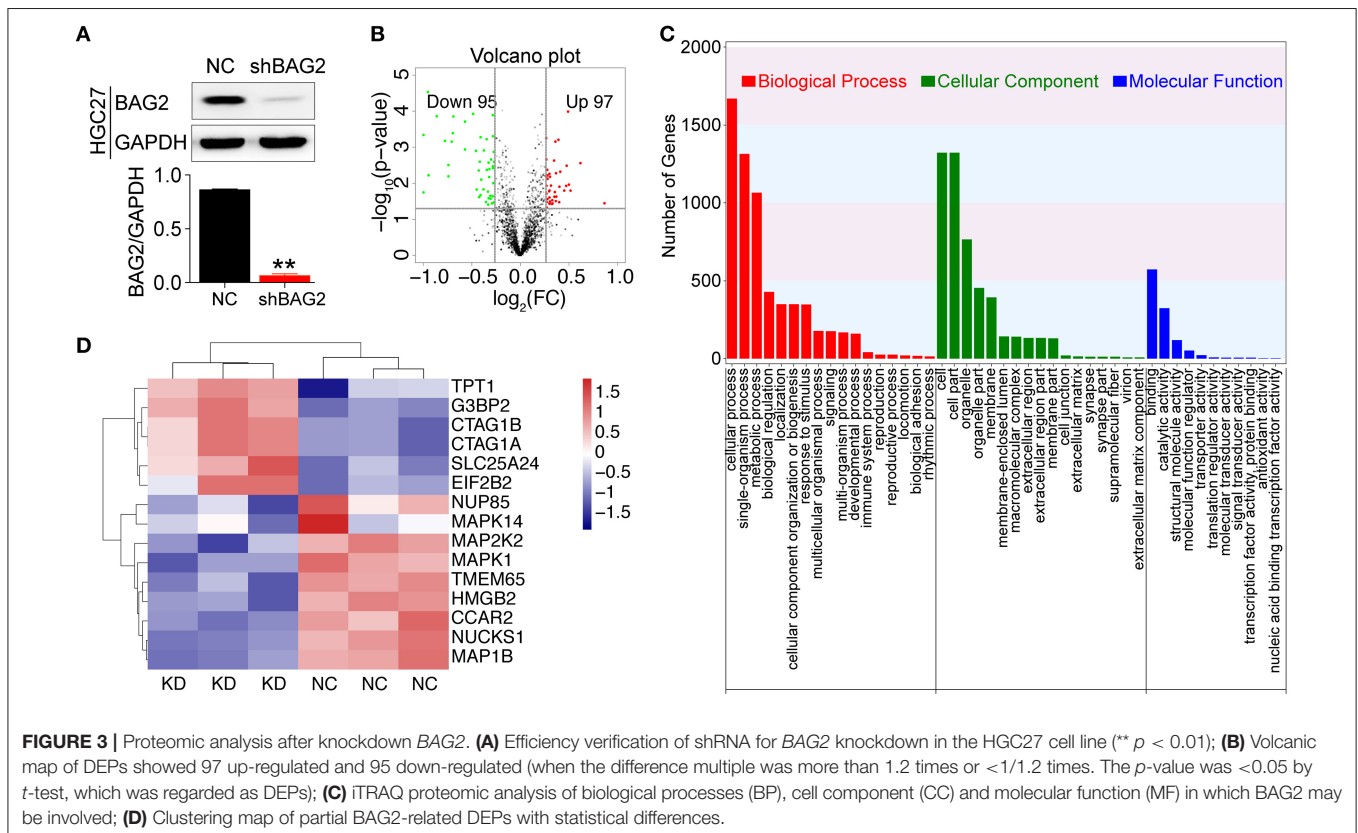 A
NC shBAG2
HGC27
BAG2
GAPDH
BAG2/GAPDH
1.0
0.5
0.0
**
NC shBAG2
B
Volcano plot
Down 95 Up 97
−log10(p−value)
5
4
3
2
1
0
-1.0 -0.5 0.0 0.5 1.0
log2(FC)
C
Biological Process Cellular Component Molecular Function
Number of Genes
2000
1500
1000
500
0
cellular process
single-organism process
metabolic process
biological regulation
localization
cellular component organization or biogenesis
response to stimulus
multicellular organismal process
signaling
multi-organism process
developmental process
immune system process
reproduction
reproductive process
locomotion
biological adhesion
rhythmic process
cell
cell part
organelle
organelle part
membrane
membrane-enclosed lumen
macromolecular complex
extracellular region
extracellular region part
membrane part
cell junction
extracellular matrix
synapse
synapse part
supramolecular fiber
virion
extracellular matrix component
binding
catalytic activity
structural molecule activity
molecular function regulator
transporter activity
translation regulator activity
molecular transducer activity
signal transducer activity
transcription factor activity, protein binding
antioxidant activity
nucleic acid binding transcription factor activity
D
TPT1
G3BP2
CTAG1B
CTAG1A
SLC25A24
EIF2B2
NUP85
MAPK14
MAP2K2
MAPK1
TMEM65
HMGB2
CCAR2
NUCKS1
MAP1B
KD KD KD NC NC NC
1.5
1
0.5
0
−0.5
−1
−1.5
FIGURE 3 | Proteomic analysis after knockdown BAG2. (A) Efficiency verification of shRNA for BAG2 knockdown in the HGC27 cell line (** p < 0.01); (B) Volcanic
map of DEPs showed 97 up-regulated and 95 down-regulated (when the difference multiple was more than 1.2 times or <1/1.2 times. The p-value was <0.05 by
t-test, which was regarded as DEPs); (C) iTRAQ proteomic analysis of biological processes (BP), cell component (CC) and molecular function (MF) in which BAG2 may
be involved; (D) Clustering map of partial BAG2-related DEPs with statistical differences.